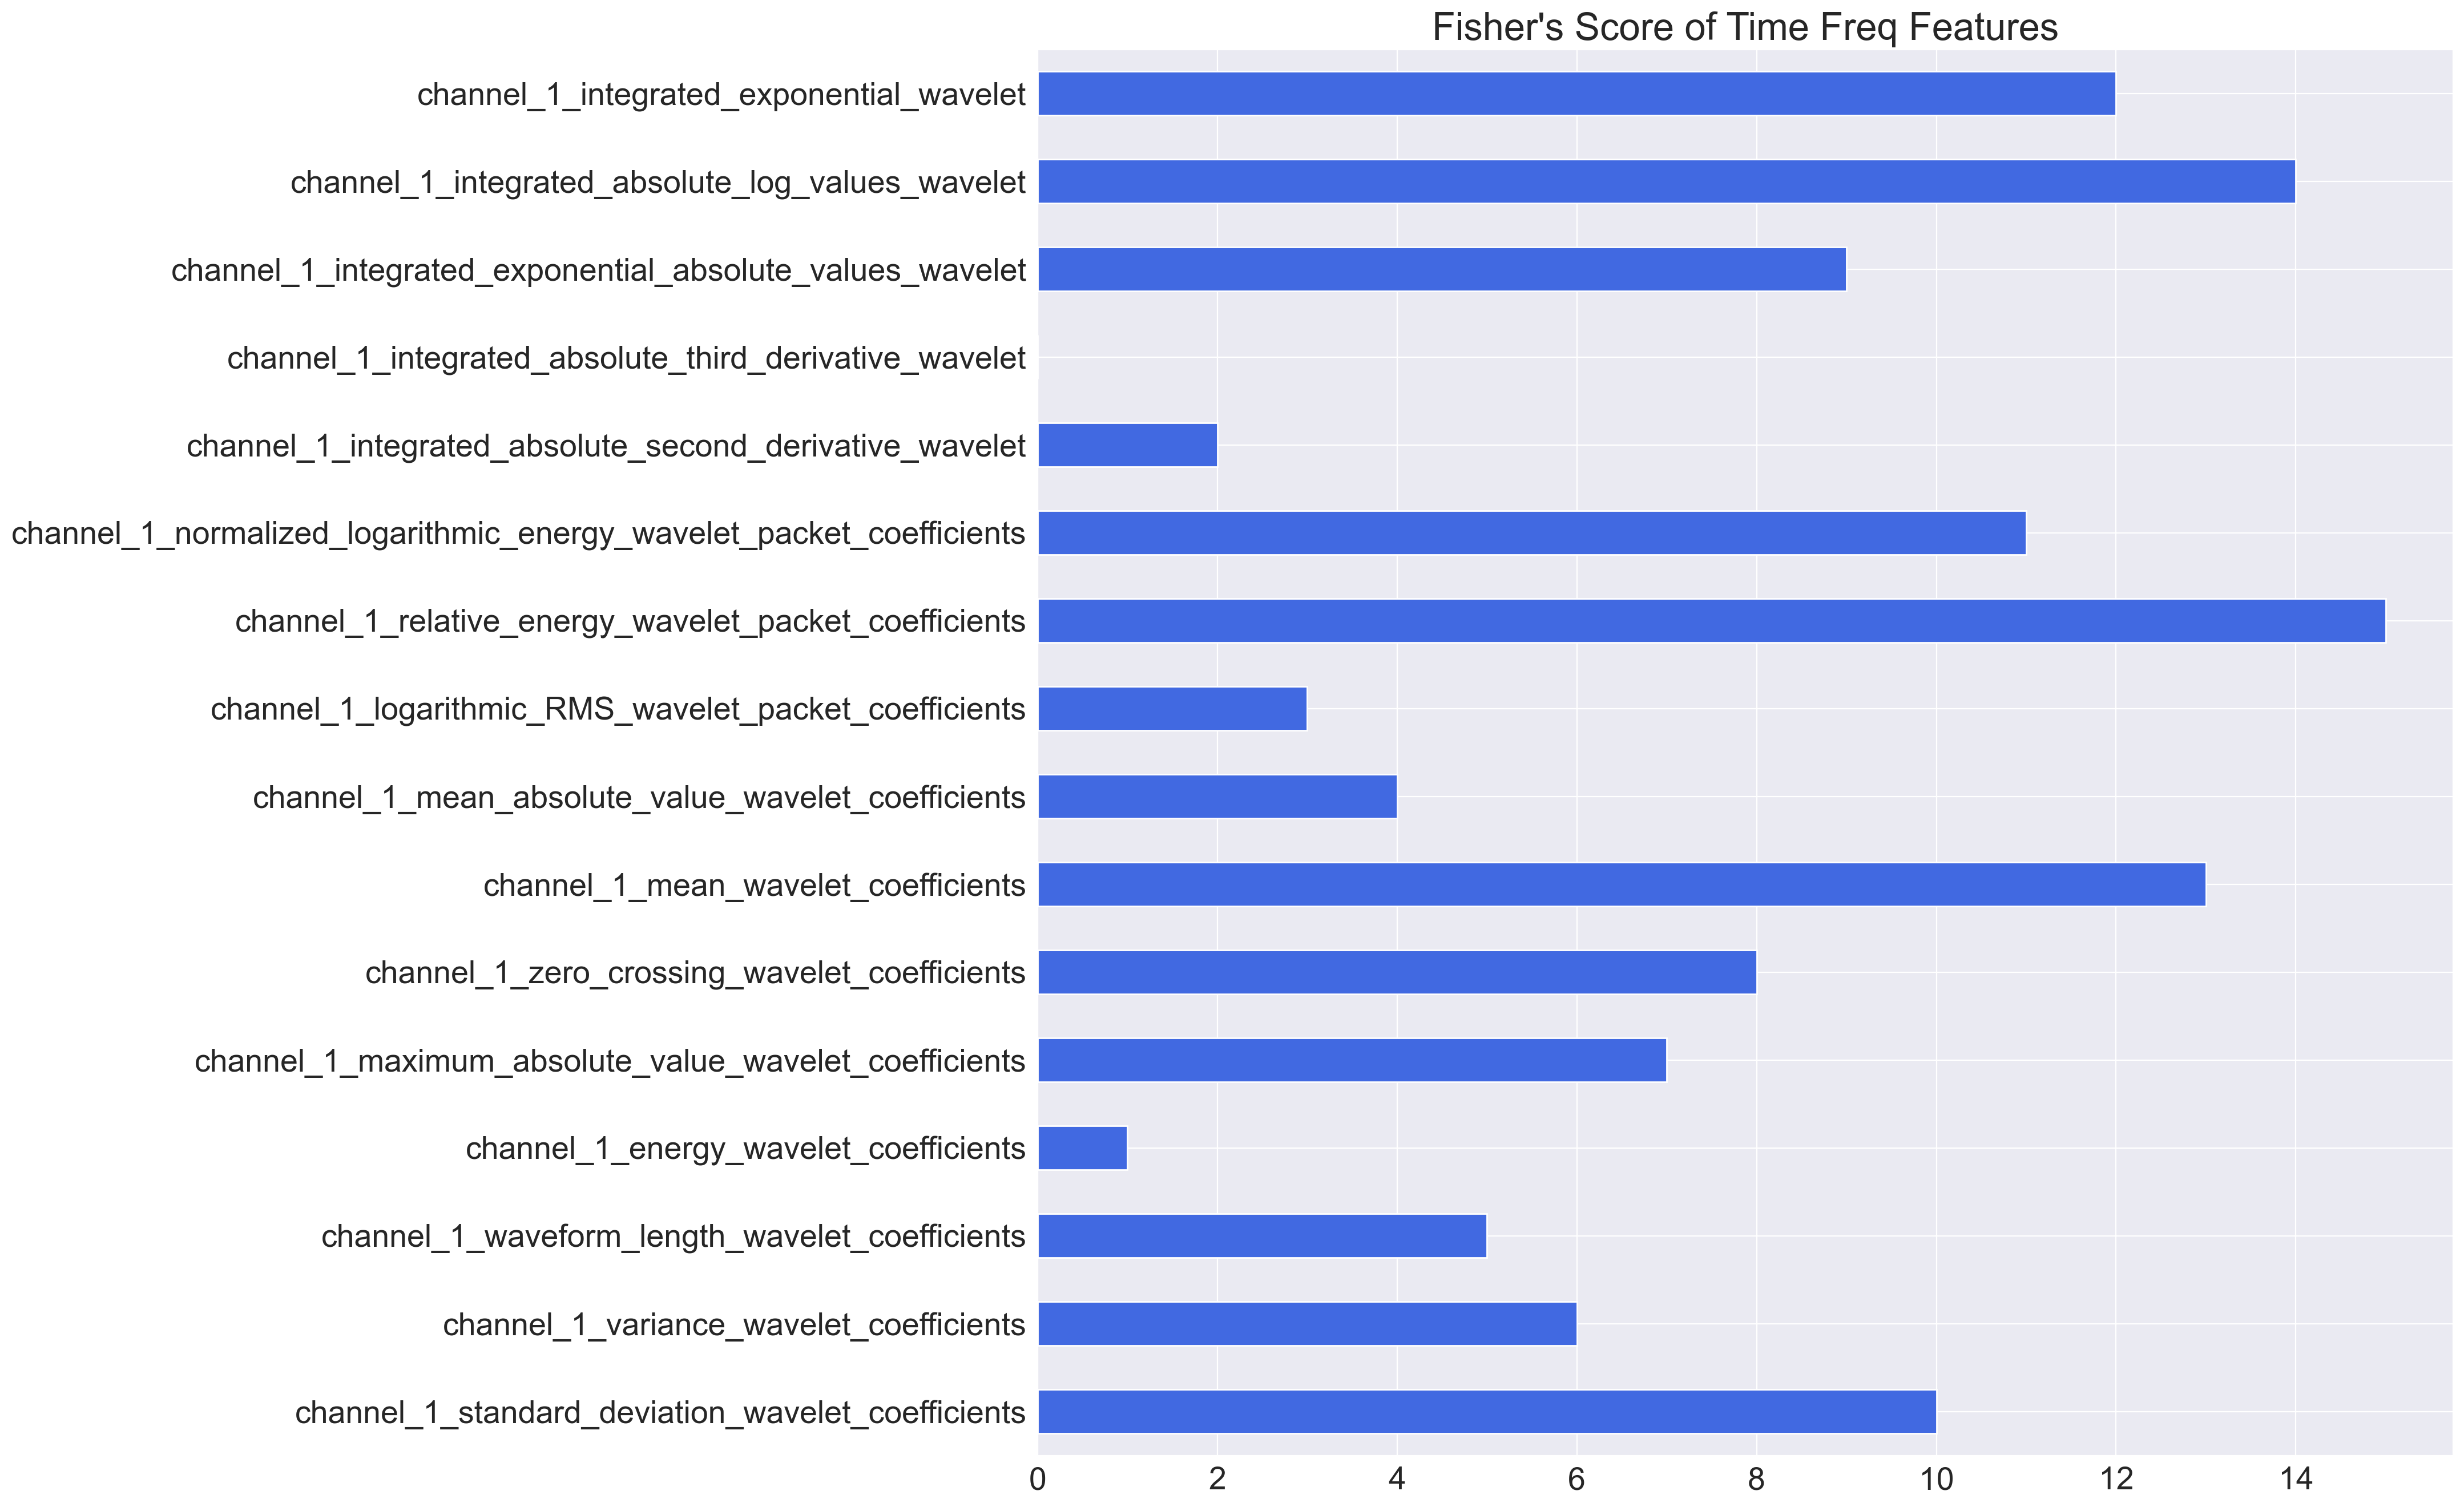 Fisher's Score of Time Freq Features
channel_1_integrated_exponential_wavelet
channel_1_integrated_absolute_log_values_wavelet
channel_1_integrated_exponential_absolute_values_wavelet
channel_1_integrated_absolute_third_derivative_wavelet
channel_1_integrated_absolute_second_derivative_wavelet
channel_1_normalized_logarithmic_energy_wavelet_packet_coefficients
channel_1_relative_energy_wavelet_packet_coefficients
channel_1_logarithmic_RMS_wavelet_packet_coefficients
channel_1_mean_absolute_value_wavelet_coefficients
channel_1_mean_wavelet_coefficients
channel_1_zero_crossing_wavelet_coefficients
channel_1_maximum_absolute_value_wavelet_coefficients
channel_1_energy_wavelet_coefficients
channel_1_waveform_length_wavelet_coefficients
channel_1_variance_wavelet_coefficients
channel_1_standard_deviation_wavelet_coefficients
0 2 4 6 8 10 12 14